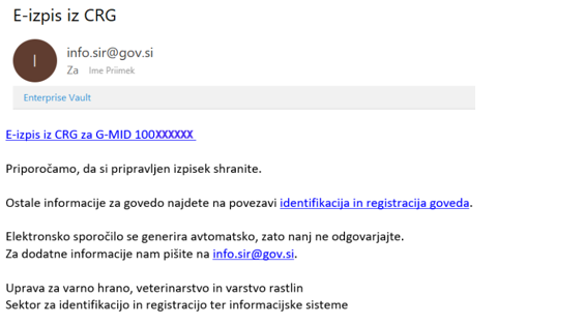 E-izpis iz CRG
I
info.sir@gov.si
Za Ime Priimek
Enterprise Vault
E-izpis iz CRG za G-MID 100XXXXXX
Priporočamo, da si pripravljen izpisek shranite.
Ostale informacije za govedo najdete na povezavi identifikacija in registracija goveda.
Elektronsko sporočilo se generira avtomatsko, zato nanj ne odgovarjajte.
Za dodatne informacije nam pišite na info.sir@gov.si.
Uprava za varno hrano, veterinarstvo in varstvo rastlin
Sektor za identifikacijo in registracijo ter informacijske sisteme